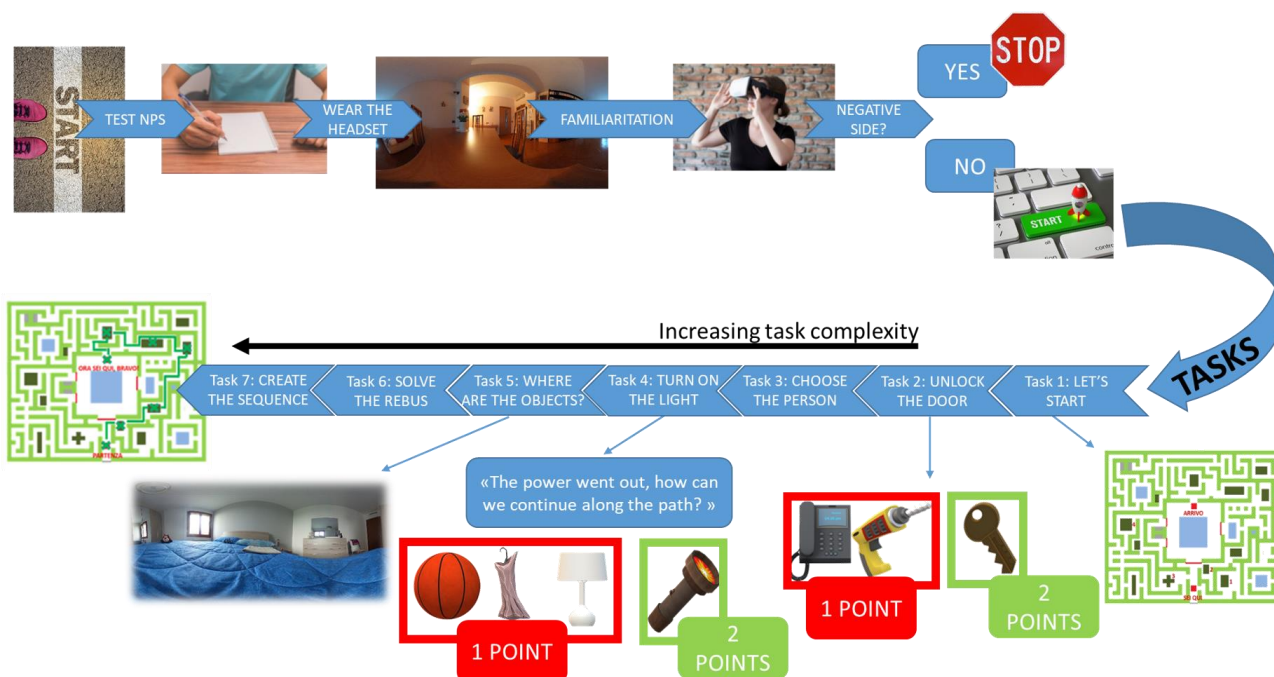 START
TEST NPS
WEAR THE
HEADSET
FAMILIARITATION
NEGATIVE
SIDE?
YES
STOP
NO
START
TASKS
Increasing task complexity
Task 1: LET'S
START
Task 2: UNLOCK
THE DOOR
Task 3: CHOOSE
THE PERSON
Task 4: TURN ON
THE LIGHT
Task 5: WHERE
ARE THE OBJECTS?
Task 6: SOLVE
THE REBUS
Task 7: CREATE
THE SEQUENCE
ORA SEI QUI, BRAVO!
PARTENZA
«The power went out, how can
we continue along the path? »
1 POINT
2
POINTS
1 POINT
2
POINTS
ARRIVO
SEI QUI